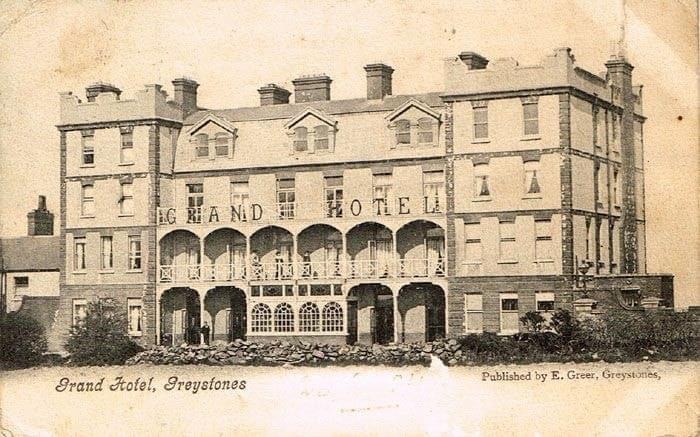 GRAND HOTEL
Grand Hotel, Greystones
Published by E. Greer, Greystones,